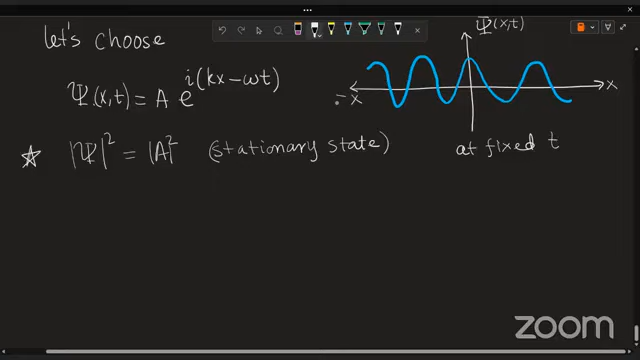 let's choose
Ψ(x,t) = A e^{i(kx-ωt)}
Ψ(x,t)
-x
x
at fixed t
☆ |Ψ|² = |A|² (stationary state)
zoom